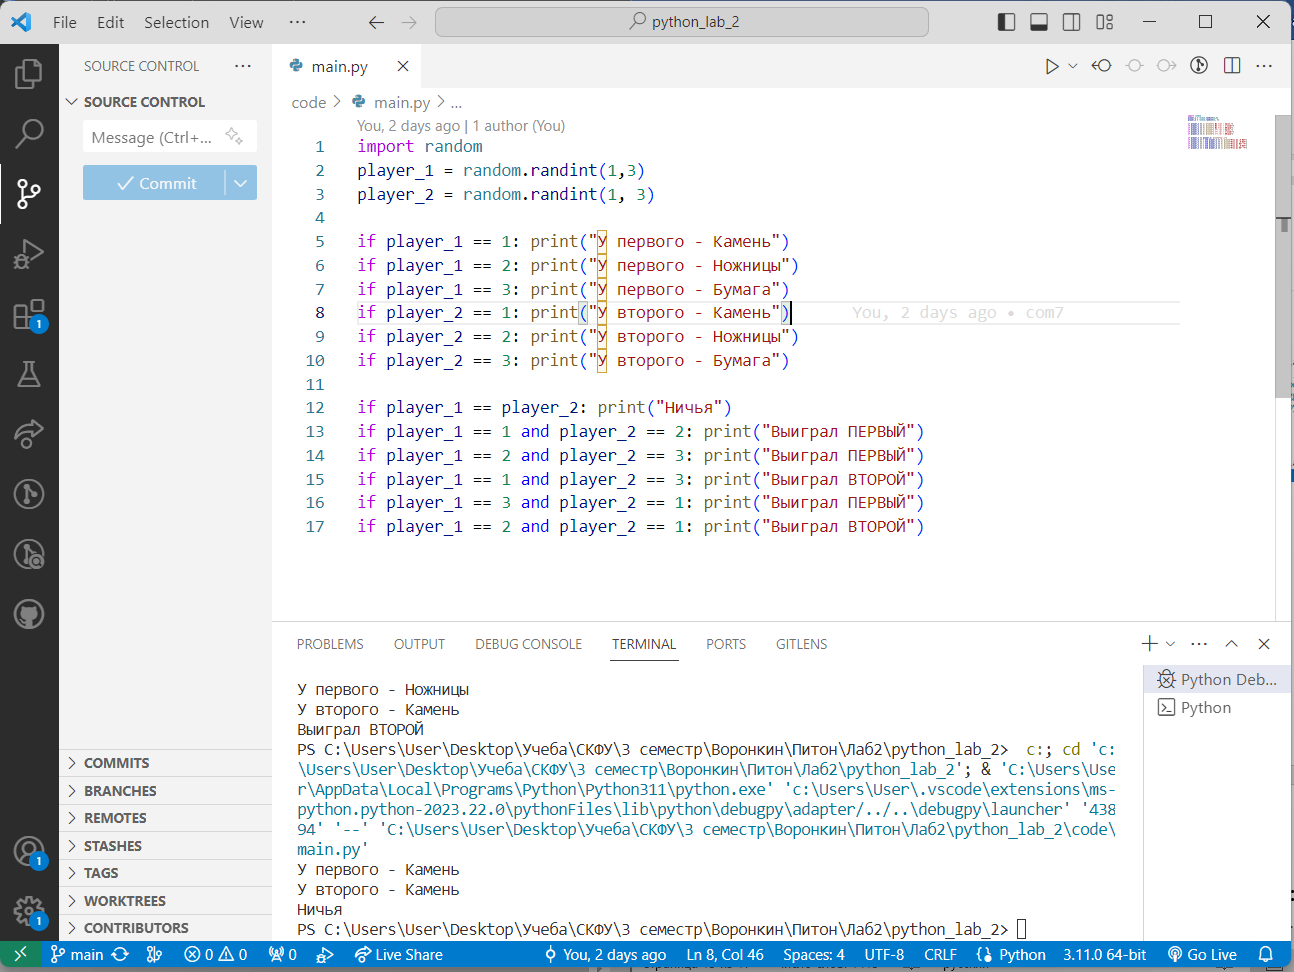 File Edit Selection View ··· python_lab_2
SOURCE CONTROL ···
SOURCE CONTROL
Message (Ctrl+...
Commit
COMMITS
BRANCHES
REMOTES
STASHES
TAGS
WORKTREES
CONTRIBUTORS
1
1
1
main.py
code > main.py > ...
You, 2 days ago | 1 author (You)
1 import random
2 player_1 = random.randint(1,3)
3 player_2 = random.randint(1, 3)
4
5 if player_1 == 1: print("У первого - Камень")
6 if player_1 == 2: print("У первого - Ножницы")
7 if player_1 == 3: print("У первого - Бумага")
8 if player_2 == 1: print("У второго - Камень") You, 2 days ago • com7
9 if player_2 == 2: print("У второго - Ножницы")
10 if player_2 == 3: print("У второго - Бумага")
11
12 if player_1 == player_2: print("Ничья")
13 if player_1 == 1 and player_2 == 2: print("Выиграл ПЕРВЫЙ")
14 if player_1 == 2 and player_2 == 3: print("Выиграл ПЕРВЫЙ")
15 if player_1 == 1 and player_2 == 3: print("Выиграл ВТОРОЙ")
16 if player_1 == 3 and player_2 == 1: print("Выиграл ПЕРВЫЙ")
17 if player_1 == 2 and player_2 == 1: print("Выиграл ВТОРОЙ")
PROBLEMS OUTPUT DEBUG CONSOLE TERMINAL PORTS GITLENS
У первого - Ножницы
У второго - Камень
Выиграл ВТОРОЙ
PS C:\Users\User\Desktop\Учеба\СКФУ\3 семестр\Воронкин\Питон\Лаб2\python_lab_2> c:; cd 'c:
\Users\User\Desktop\Учеба\СКФУ\3 семестр\Воронкин\Питон\Лаб2\python_lab_2'; & 'C:\Users\Use
r\AppData\Local\Programs\Python\Python311\python.exe' 'c:\Users\User\.vscode\extensions\ms-
python.python-2023.22.0\pythonFiles\lib\python\debugpy\adapter/../..\debugpy\launcher' '438
94' '--' 'C:\Users\User\Desktop\Учеба\СКФУ\3 семестр\Воронкин\Питон\Лаб2\python_lab_2\code\
main.py'
У первого - Камень
У второго - Камень
Ничья
PS C:\Users\User\Desktop\Учеба\СКФУ\3 семестр\Воронкин\Питон\Лаб2\python_lab_2>
Python Deb...
Python
main 0 0 0 Live Share You, 2 days ago Ln 8, Col 46 Spaces: 4 UTF-8 CRLF Python 3.11.0 64-bit Go Live